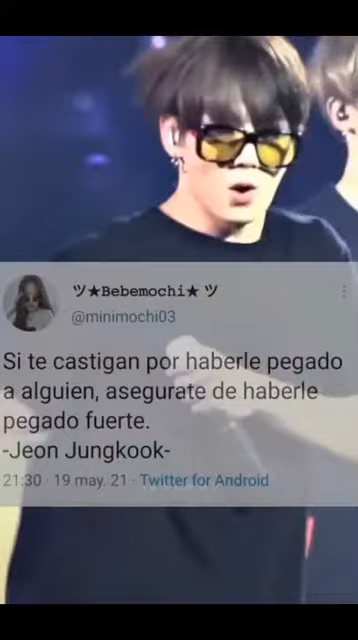 ツ★Bebemochi★ ツ
@minimochi03
Si te castigan por haberle pegado
a alguien, asegurate de haberle
pegado fuerte.
-Jeon Jungkook-
21:30 · 19 may. 21 · Twitter for Android